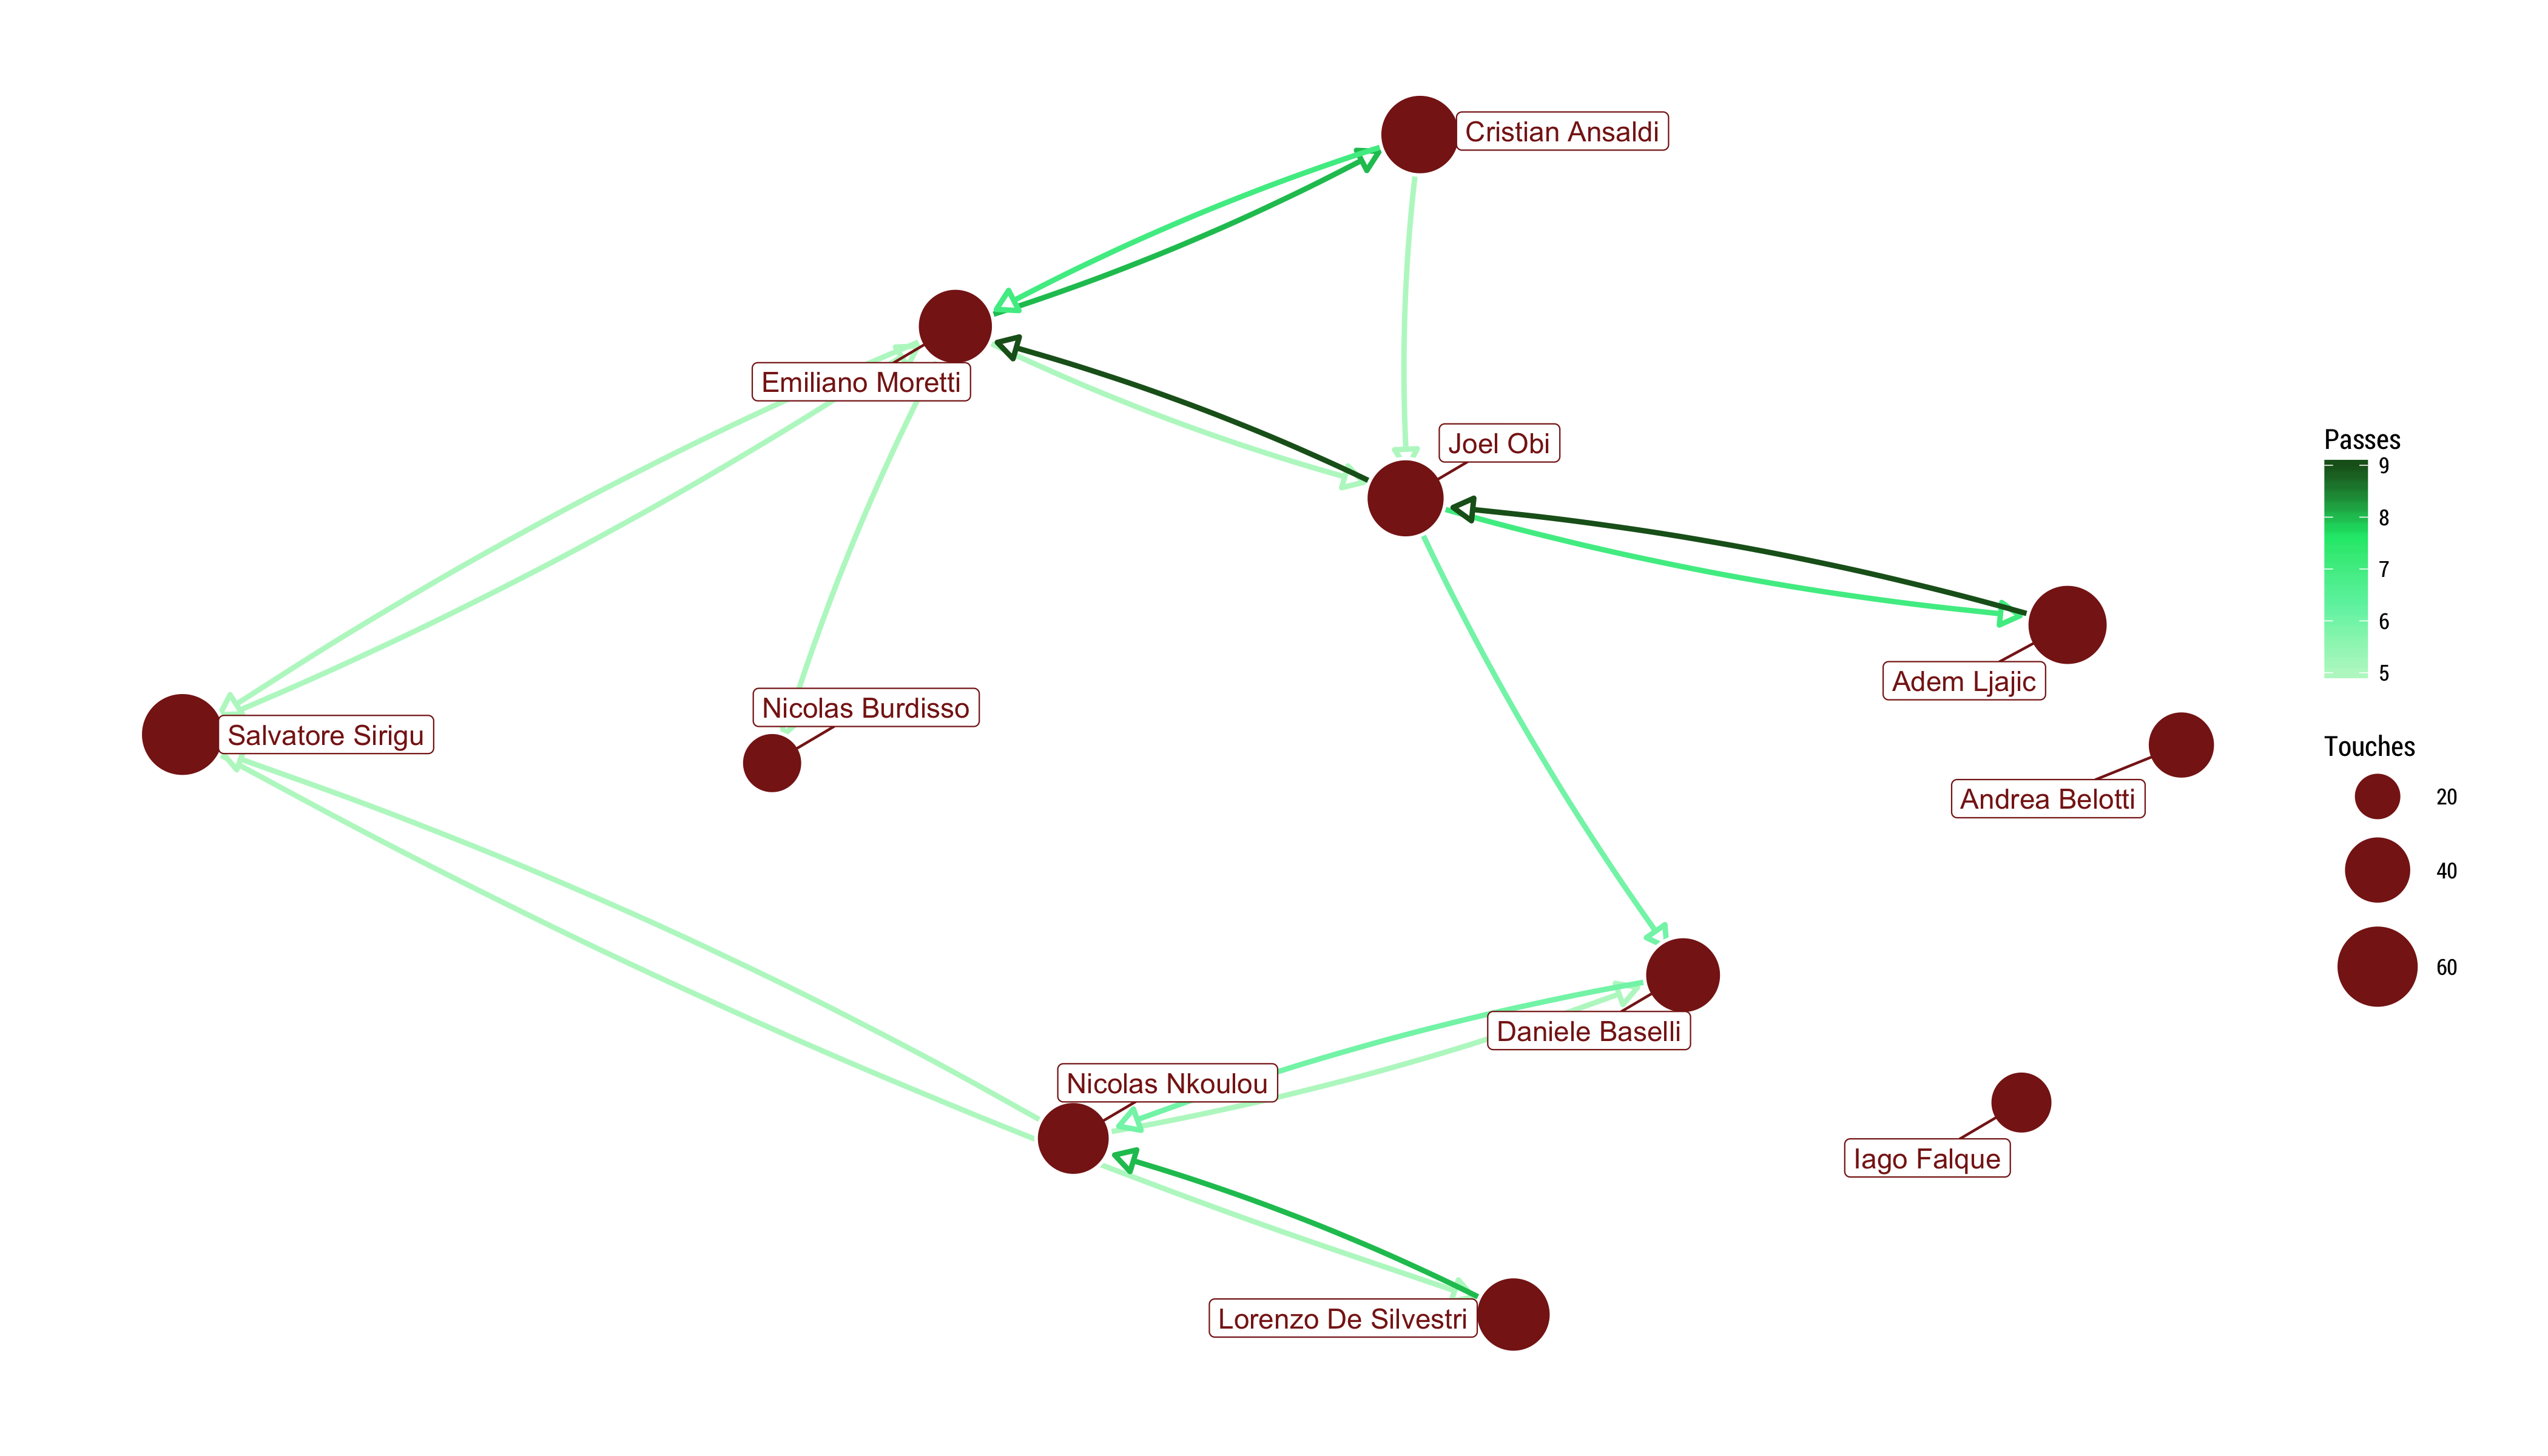 Cristian Ansaldi
Emiliano Moretti
Joel Obi
Passes
9
8
7
6
5
Adem Ljajic
Nicolas Burdisso
Salvatore Sirigu
Touches
20
40
60
Andrea Belotti
Daniele Baselli
Nicolas Nkoulou
Iago Falque
Lorenzo De Silvestri